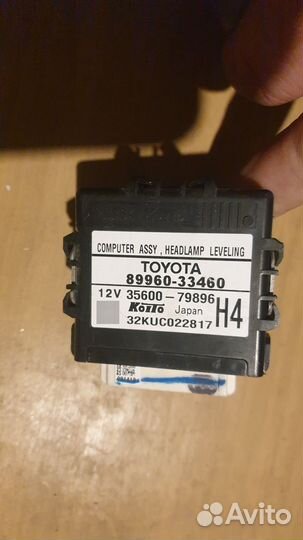 COMPUTER ASSY , HEADLAMP LEVELING
TOYOTA
89960-33460
12V 35600-79896
KOITO Japan H4
32KUC022817
Avito